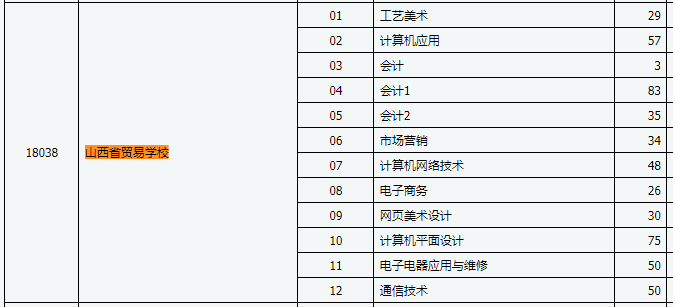 01 工艺美术 29
02 计算机应用 57
03 会计 3
04 会计1 83
05 会计2 35
06 市场营销 34
18038 山西省贸易学校
07 计算机网络技术 48
08 电子商务 26
09 网页美术设计 30
10 计算机平面设计 75
11 电子电器应用与维修 50
12 通信技术 50